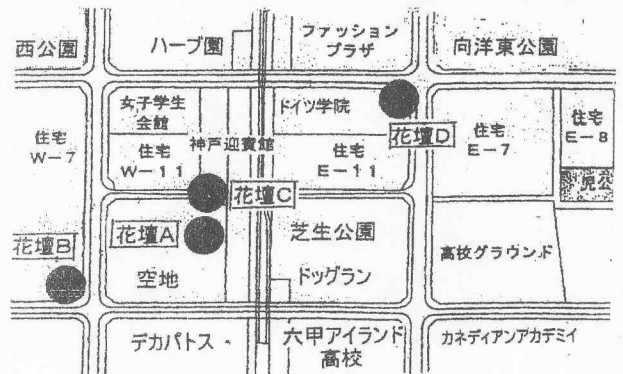 西公園
ハーブ園
ファッション
プラザ
向洋東公園
女子学生
会館
ドイツ学院
住宅
W-7
住宅
W-11
神戸迎賓館
住宅
E-11
花壇D
住宅
E-7
住宅
E-8
児公
花壇C
花壇A
芝生公園
花壇B
空地
ドッグラン
高校グラウンド
デカパトス
六甲アイランド
高校
カネディアンアカデミイ